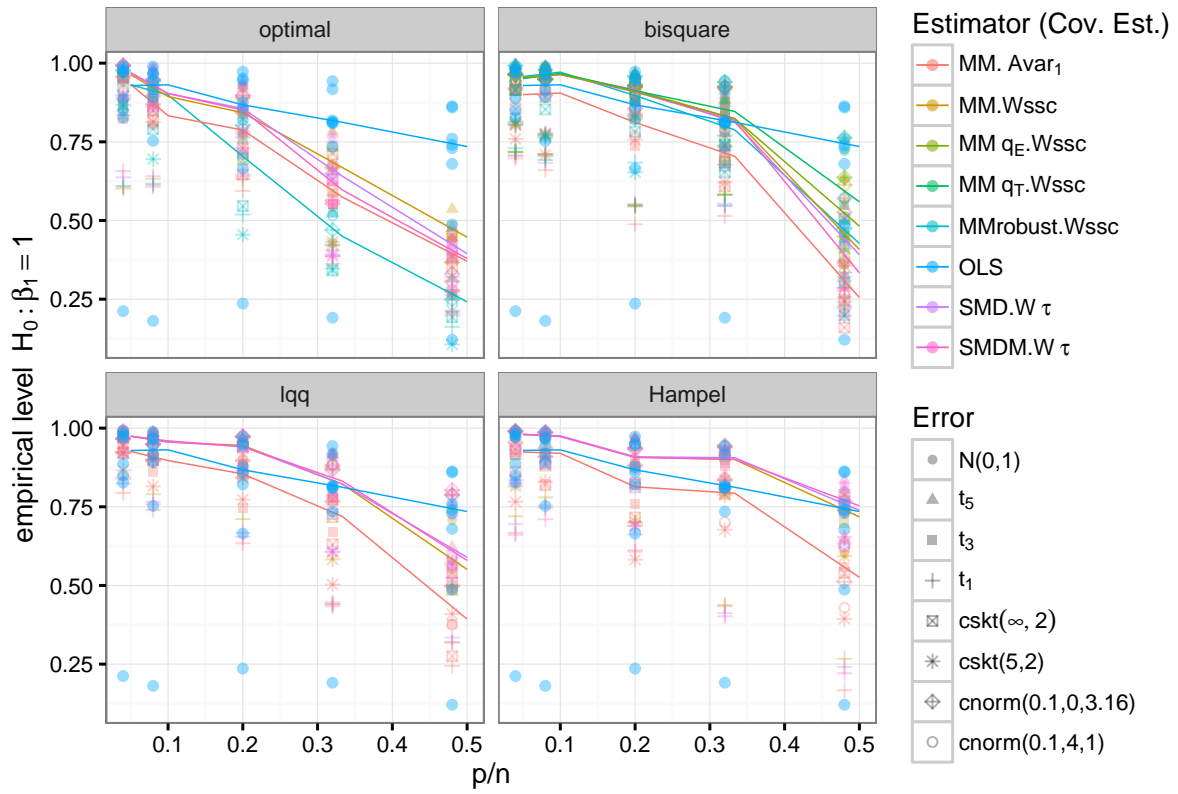 optimal
bisquare
lqq
Hampel
1.00
0.75
0.50
0.25
1.00
0.75
0.50
0.25
0.1 0.2 0.3 0.4 0.5
0.1 0.2 0.3 0.4 0.5
p/n
empirical level H₀ : β₁ = 1
Estimator (Cov. Est.)
MM. Avar₁
MM.Wssc
MM q_E.Wssc
MM q_T.Wssc
MMrobust.Wssc
OLS
SMD.W τ
SMDM.W τ
Error
N(0,1)
t₅
t₃
t₁
cskt(∞, 2)
cskt(5,2)
cnorm(0.1,0,3.16)
cnorm(0.1,4,1)